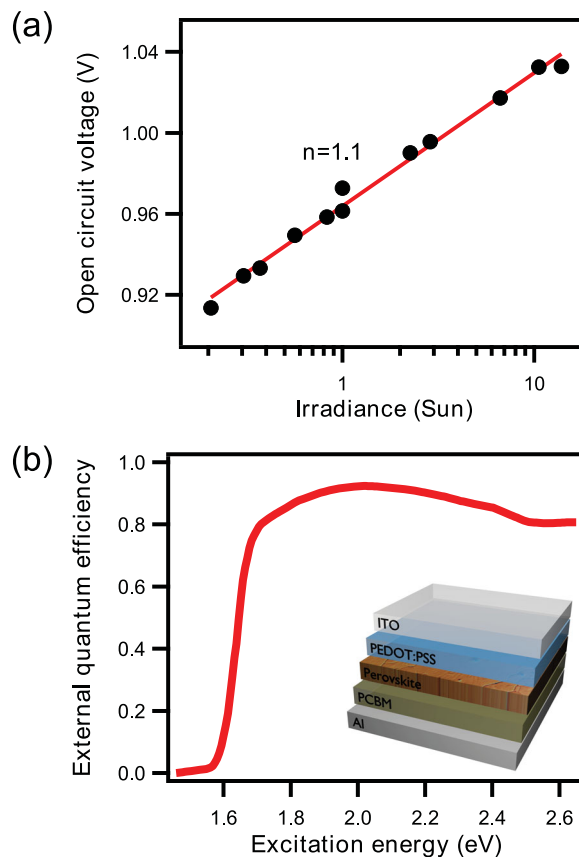 (a)
Open circuit voltage (V)
1.04
1.00
0.96
0.92
n=1.1
1
10
Irradiance (Sun)
(b)
External quantum efficiency
1.0
0.8
0.6
0.4
0.2
0.0
ITO
PEDOT:PSS
Perovskite
PCBM
Al
1.6
1.8
2.0
2.2
2.4
2.6
Excitation energy (eV)